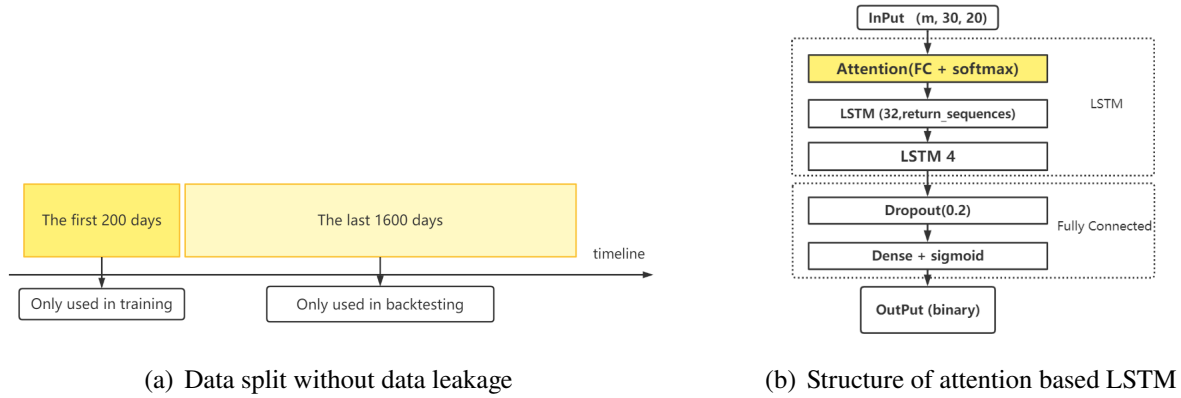 The first 200 days
The last 1600 days
timeline
Only used in training
Only used in backtesting
(a) Data split without data leakage
InPut (m, 30, 20)
Attention(FC + softmax)
LSTM (32,return_sequences)
LSTM 4
LSTM
Dropout(0.2)
Dense + sigmoid
Fully Connected
OutPut (binary)
(b) Structure of attention based LSTM